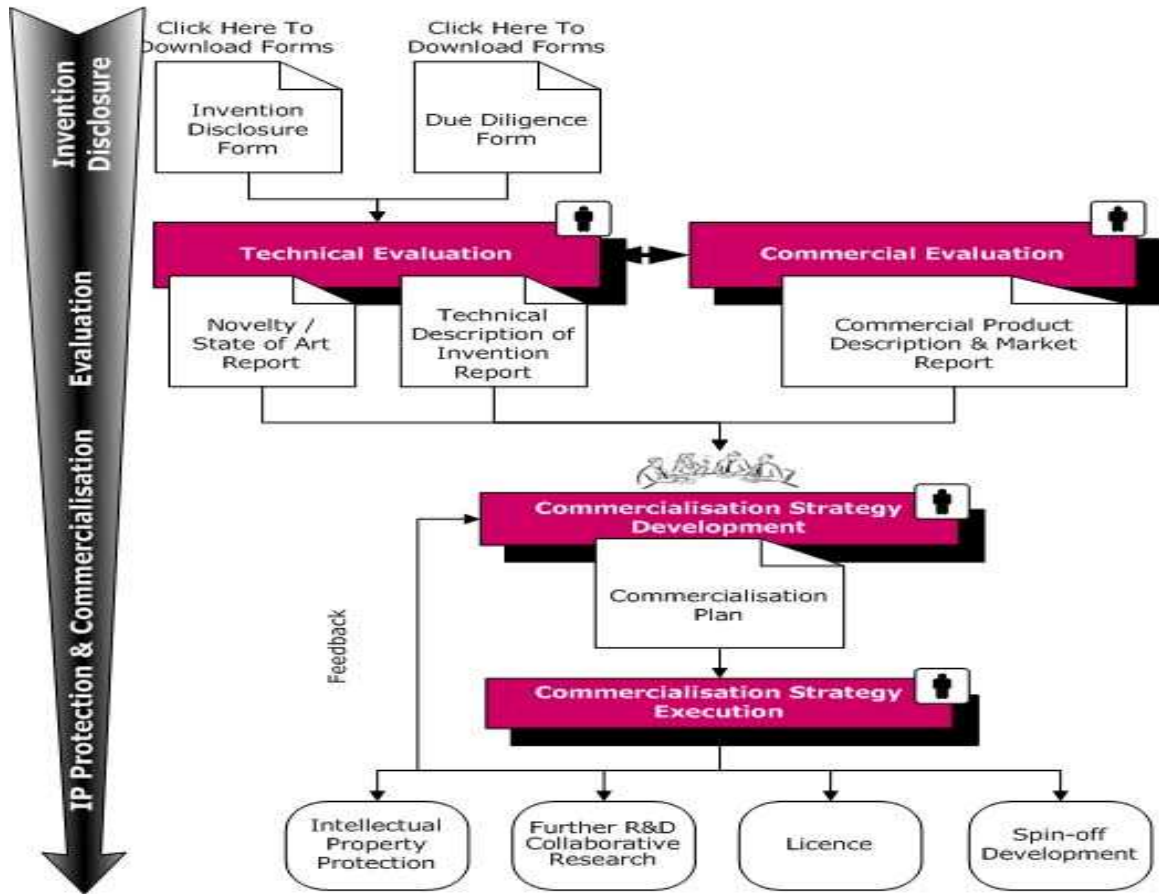 Click Here To
Download Forms
Click Here To
Download Forms
Invention
Disclosure
Invention
Disclosure
Form
Due Diligence
Form
Technical Evaluation
Commercial Evaluation
Evaluation
Novelty /
State of Art
Report
Technical
Description of
Invention
Report
Commercial Product
Description & Market
Report
Commercialisation Strategy
Development
Commercialisation
Plan
Feedback
IP Protection & Commercialisation
Commercialisation Strategy
Execution
Intellectual
Property
Protection
Further R&D
Collaborative
Research
Licence
Spin-off
Development